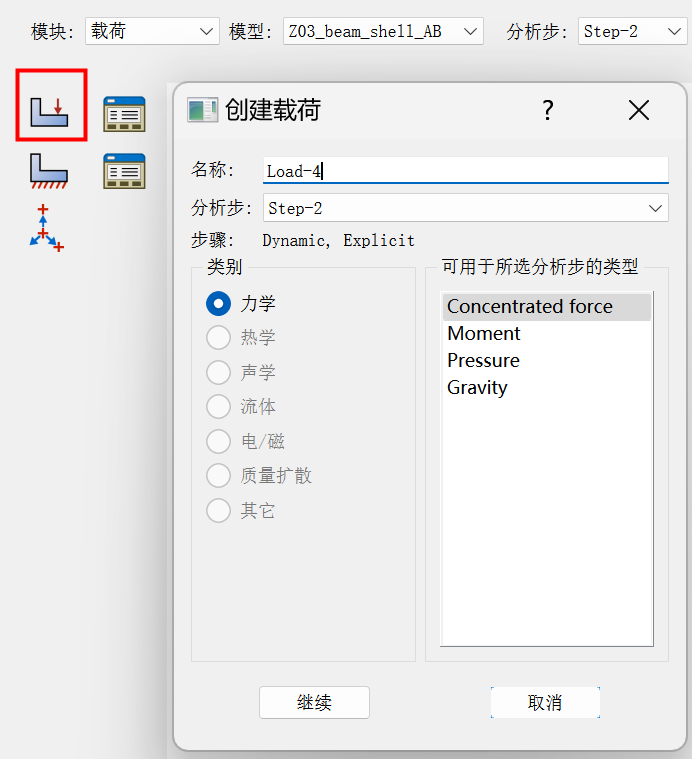 模块： 载荷 模型： Z03_beam_shell_AB 分析步： Step-2
创建载荷 ?
名称： Load-4
分析步： Step-2
步骤： Dynamic, Explicit
类别
力学
热学
声学
流体
电/磁
质量扩散
其它
可用于所选分析步的类型
Concentrated force
Moment
Pressure
Gravity
继续 取消